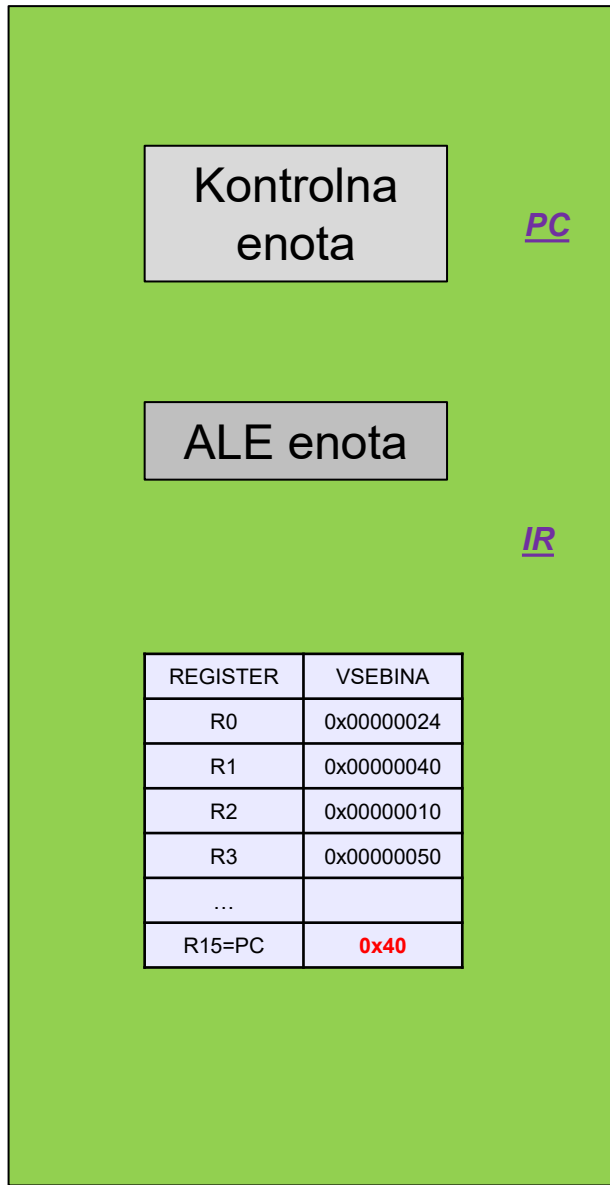 Kontrolna
enota
PC
ALE enota
IR
REGISTER VSEBINA
R0 0x00000024
R1 0x00000040
R2 0x00000010
R3 0x00000050
…
R15=PC 0x40